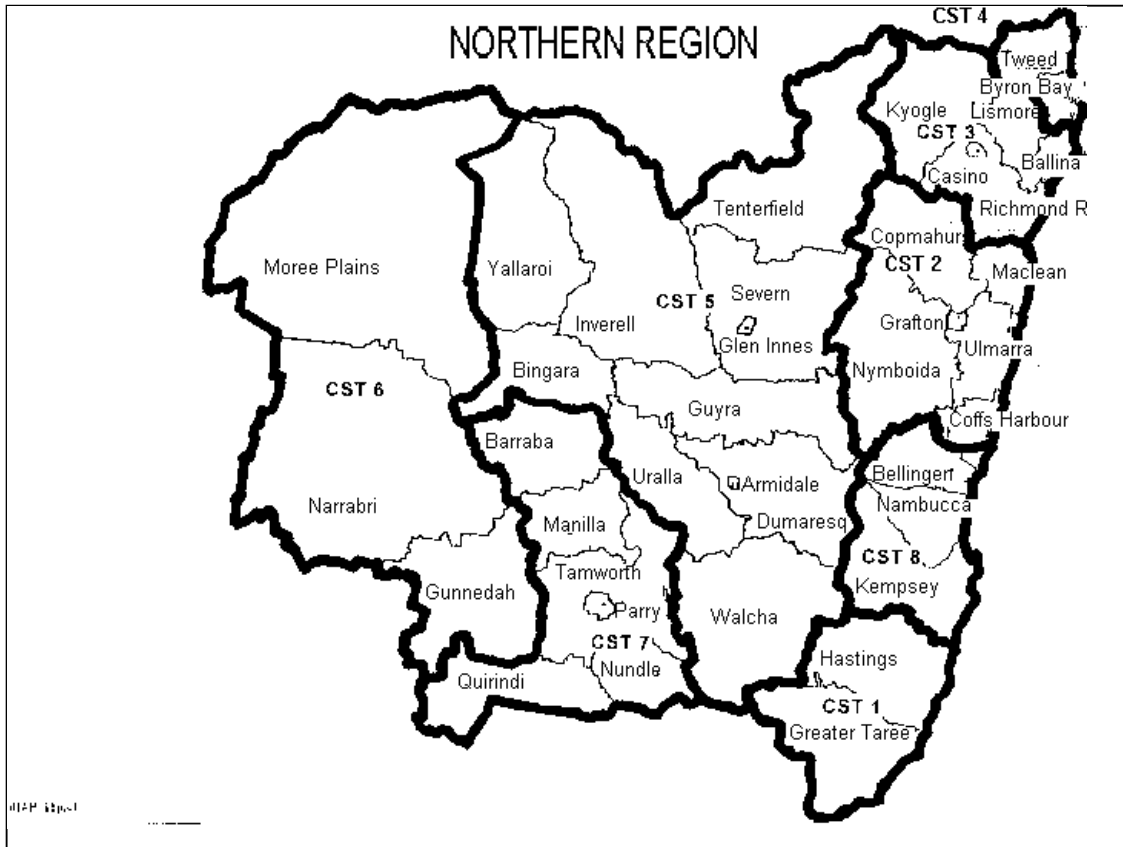 CST 4
NORTHERN REGION
Tweed
Byron Bay
Kyogle
Lismore
CST 3
Ballina
Casino
Richmond R
Tenterfield
Copmahur
CST 2
Maclean
Moree Plains
Yallaroi
CST 5
Severn
Inverell
Grafton
Glen Innes
Ulmarra
Bingara
Nymboida
CST 6
Guyra
Coffs Harbour
Barraba
Uralla
Bellingert
Armidale
Nambucca
Narrabri
Manilla
Dumaresq
CST 8
Tamworth
Gunnedah
Kempsey
Parry
Walcha
CST 7
Hastings
Quirindi
Nundle
CST 1
Greater Taree